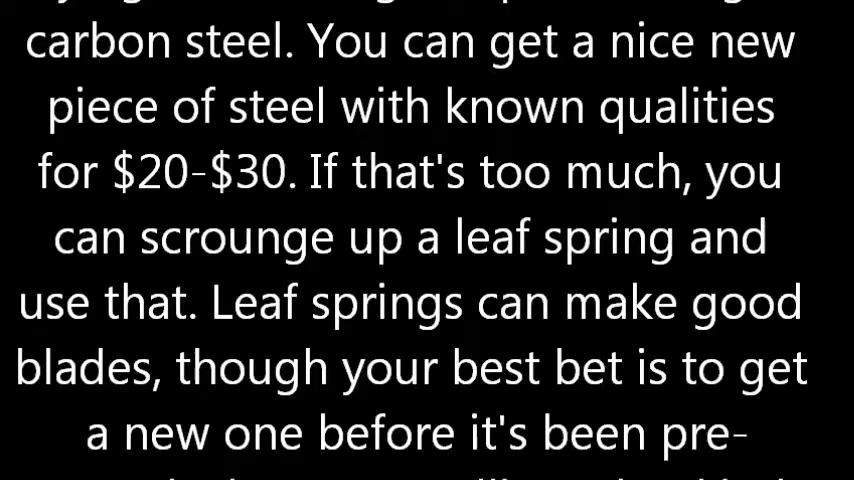 carbon steel. You can get a nice new
piece of steel with known qualities
for $20-$30. If that's too much, you
can scrounge up a leaf spring and
use that. Leaf springs can make good
blades, though your best bet is to get
a new one before it's been pre-